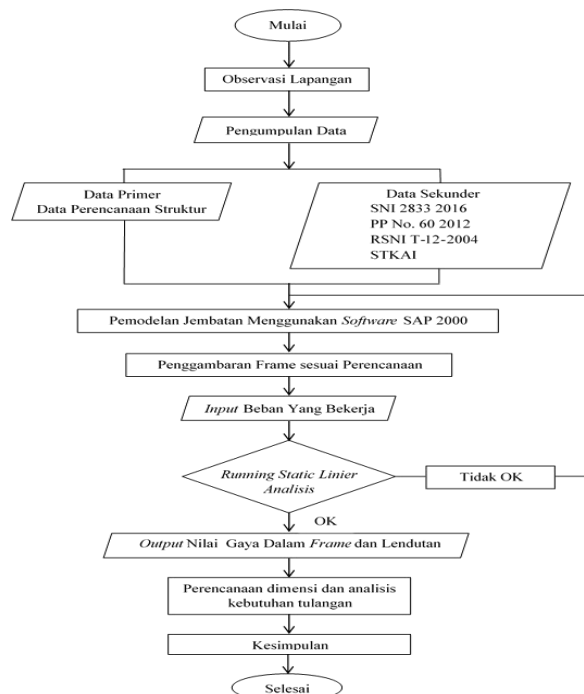 Mulai
Observasi Lapangan
Pengumpulan Data
Data Primer
Data Perencanaan Struktur
Data Sekunder
SNI 2833 2016
PP No. 60 2012
RSNI T-12-2004
STKAI
Pemodelan Jembatan Menggunakan Software SAP 2000
Penggambaran Frame sesuai Perencanaan
Input Beban Yang Bekerja
Running Static Linier
Analisis
Tidak OK
OK
Output Nilai Gaya Dalam Frame dan Lendutan
Perencanaan dimensi dan analisis
kebutuhan tulangan
Kesimpulan
Selesai